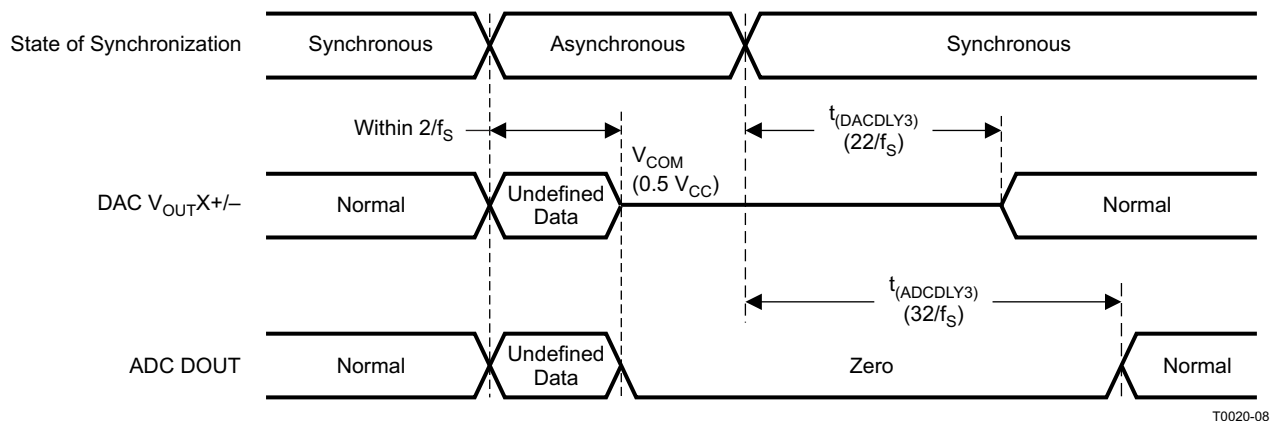 State of Synchronization
Synchronous
Asynchronous
Synchronous
Within 2/fS
t(DACDLY3)
(22/fS)
VCOM
(0.5 VCC)
DAC VOUTX+/–
Normal
Undefined
Data
Normal
t(ADCDLY3)
(32/fS)
ADC DOUT
Normal
Undefined
Data
Zero
Normal
T0020-08